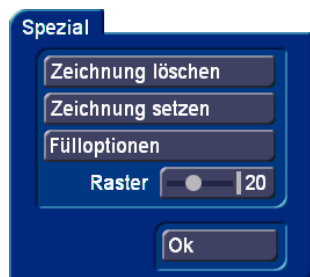 Spezial
Zeichnung löschen
Zeichnung setzen
Fülloptionen
Raster 20
Ok